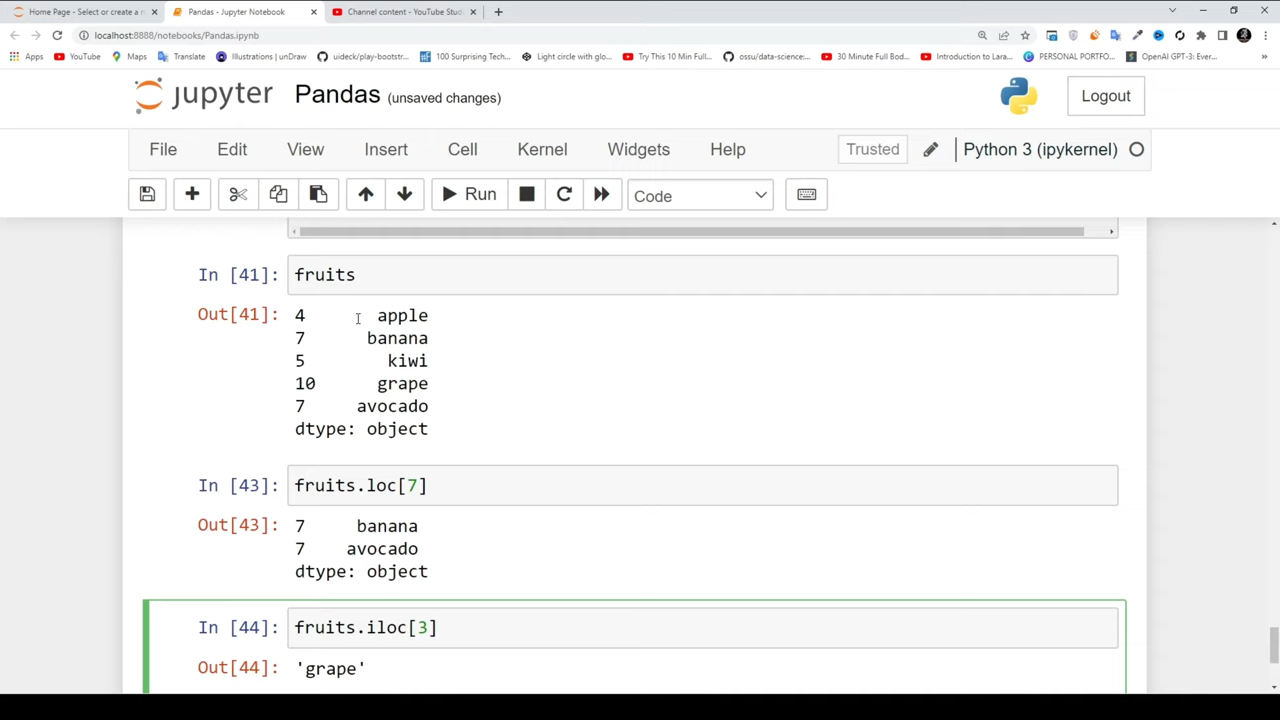 Home Page - Select or create a n
Pandas - Jupyter Notebook
Channel content - YouTube Stud
localhost:8888/notebooks/Pandas.ipynb
Apps
YouTube
Maps
Translate
Illustrations | unDraw
uideck/play-bootstr...
100 Surprising Tech...
Light circle with glo...
Try This 10 Min Full...
ossu/data-science:...
30 Minute Full Bod...
Introduction to Lara...
PERSONAL PORTFO...
OpenAI GPT-3: Ever...
jupyter Pandas (unsaved changes)
Logout
File Edit View Insert Cell Kernel Widgets Help
Trusted
Python 3 (ipykernel)
Run
Code
In [41]: fruits
Out[41]: 4 apple
7 banana
5 kiwi
10 grape
7 avocado
dtype: object
In [43]: fruits.loc[7]
Out[43]: 7 banana
7 avocado
dtype: object
In [44]: fruits.iloc[3]
Out[44]: 'grape'